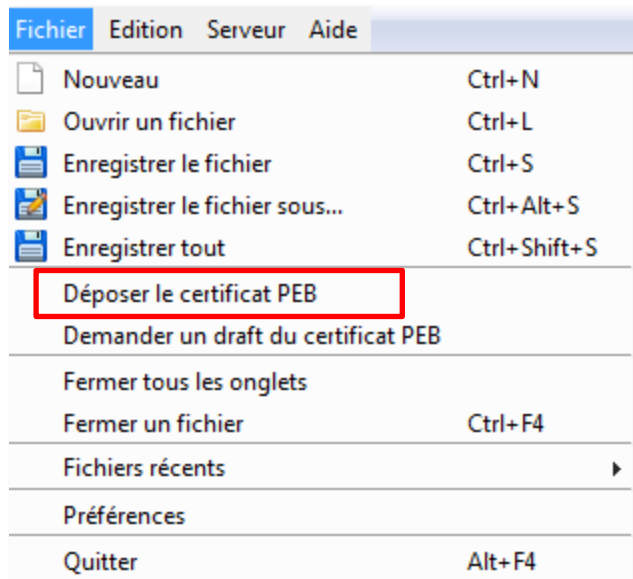 Fichier Edition Serveur Aide
Nouveau Ctrl+N
Ouvrir un fichier Ctrl+L
Enregistrer le fichier Ctrl+S
Enregistrer le fichier sous... Ctrl+Alt+S
Enregistrer tout Ctrl+Shift+S
Déposer le certificat PEB
Demander un draft du certificat PEB
Fermer tous les onglets
Fermer un fichier Ctrl+F4
Fichiers récents
Préférences
Quitter Alt+F4